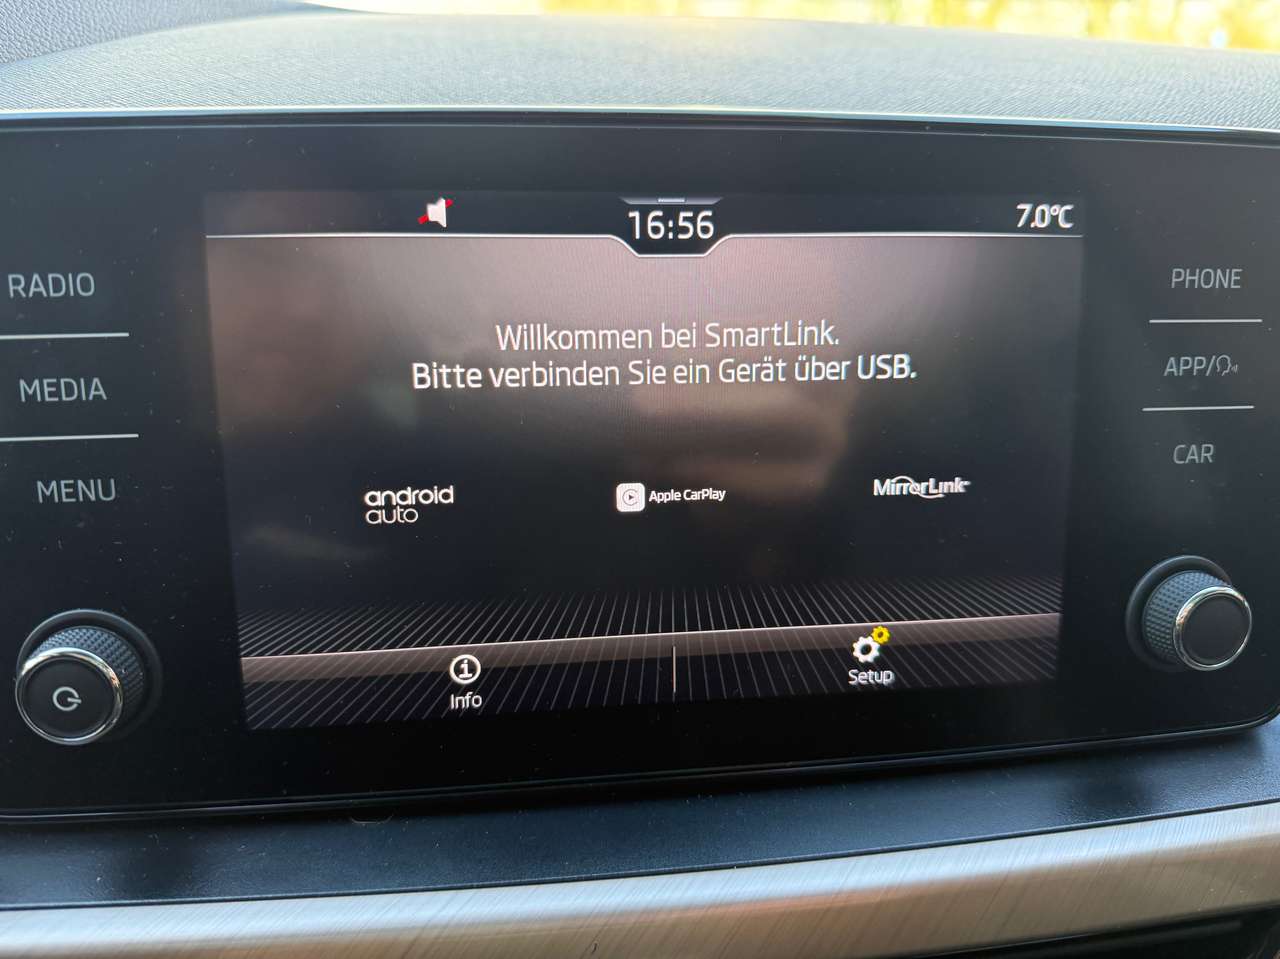 16:56
7.0°C
RADIO
MEDIA
MENU
Willkommen bei SmartLink.
Bitte verbinden Sie ein Gerät über USB.
android
auto
Apple CarPlay
MirrorLink
Info
Setup
PHONE
APP/
CAR